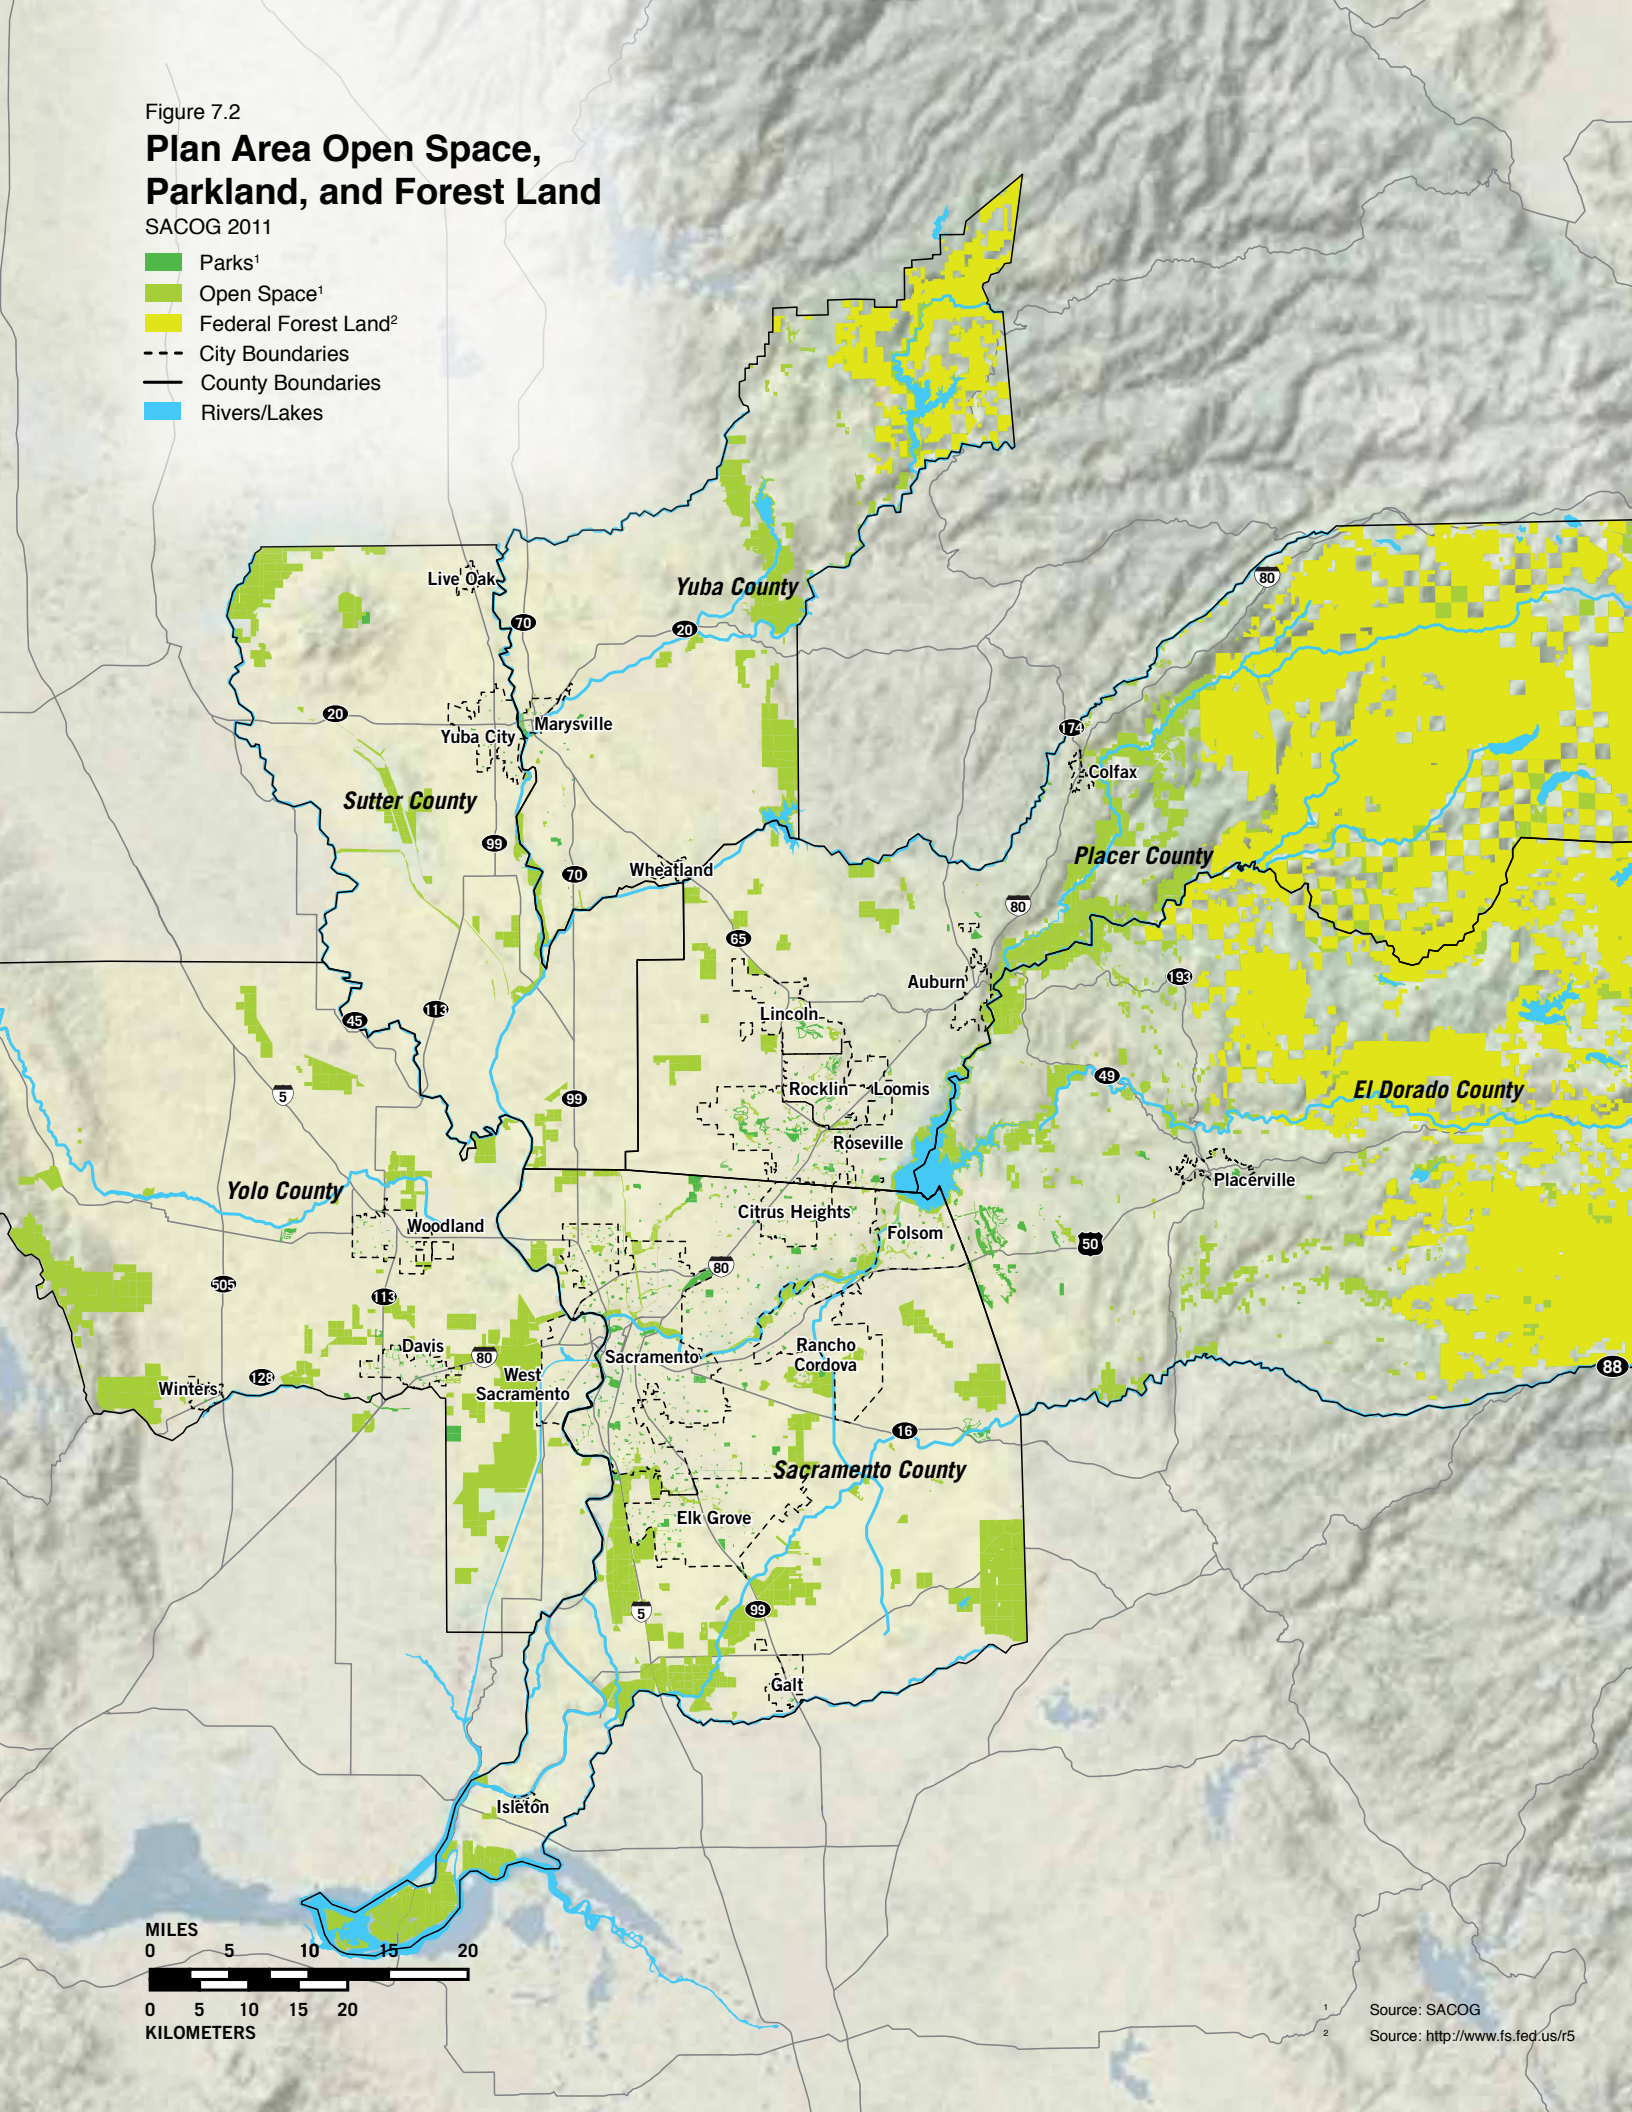 Figure 7.2
Plan Area Open Space,
Parkland, and Forest Land
SACOG 2011
Parks¹
Open Space¹
Federal Forest Land²
City Boundaries
County Boundaries
Rivers/Lakes
Live Oak
Yuba County
80
70
20
20
174
Marysville
Yuba City
Colfax
Sutter County
99
Placer County
70
Wheatland
80
65
193
Auburn
113
45
Lincoln
49
5
99
Rocklin
Loomis
El Dorado County
Roseville
Placerville
Yolo County
Citrus Heights
Woodland
Folsom
50
80
505
113
Davis
80
Sacramento
Rancho
Cordova
88
West
Sacramento
128
Winters
16
Sacramento County
Elk Grove
5
99
Galt
Isleton
MILES
0 5 10 15 20
0 5 10 15 20
KILOMETERS
1 Source: SACOG
2 Source: http://www.fs.fed.us/r5